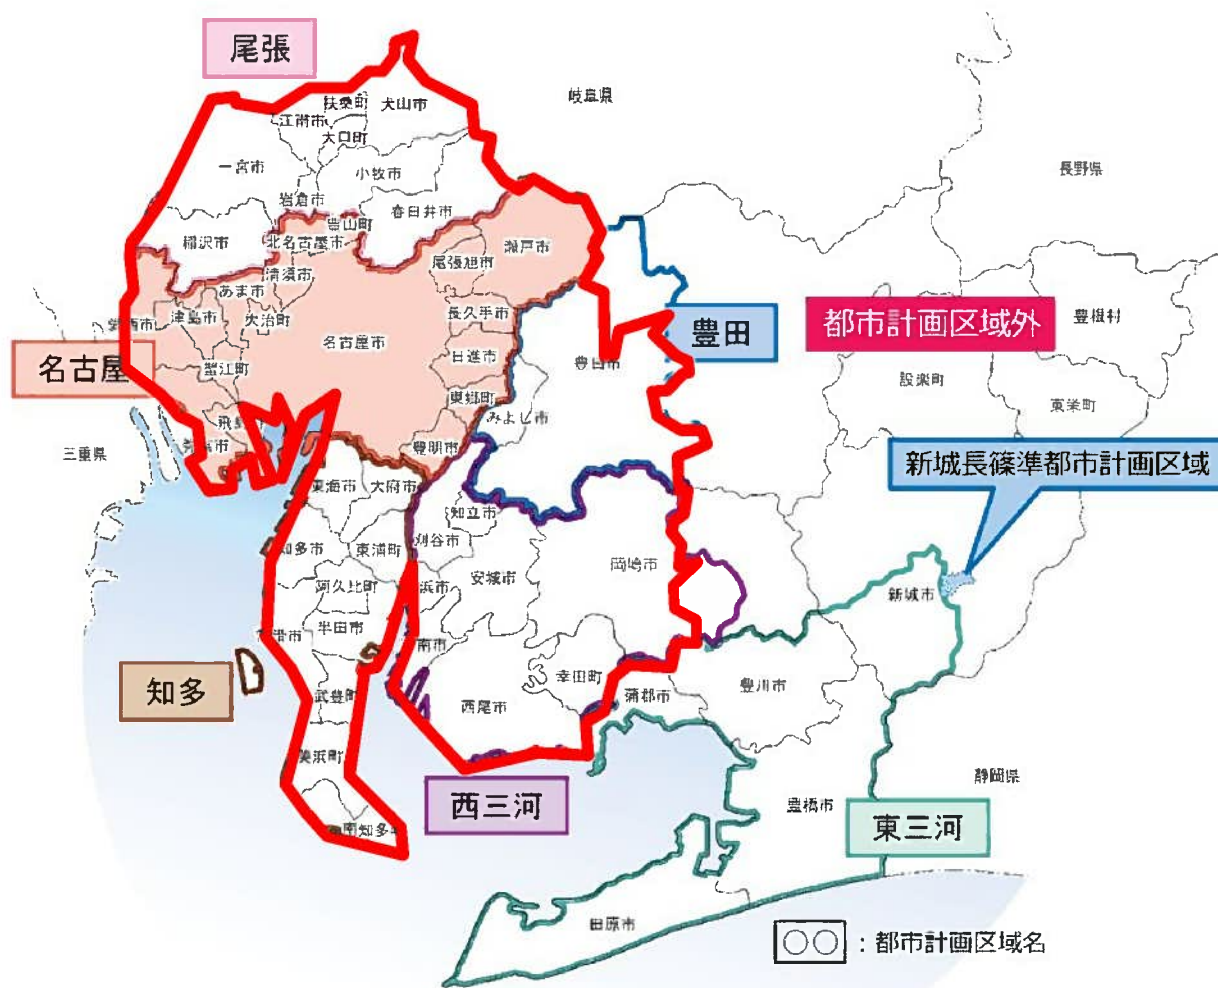 尾張
岐阜県
扶桑町
犬山市
江南市
大口町
一宮市
小牧市
長野県
岩倉市
春日井市
豊山町
稲沢市
北名古屋市
瀬戸市
尾張旭市
清須市
あま市
津島市
大治町
長久手市
都市計画区域外
豊根村
豊田
名古屋市
名古屋
蟹江町
日進市
豊田市
設楽町
東郷町
東栄町
みよし市
飛島
豊明市
三重県
新城長篠準都市計画区域
東海市
大府市
知立市
刈谷市
知多市
東浦町
岡崎市
安城市
阿久比町
浜市
新城市
半田市
南市
幸田町
豊川市
知多
武豊町
西尾市
蒲郡市
美浜町
静岡県
西三河
豊橋市
東三河
南知多
田原市
○○:都市計画区域名